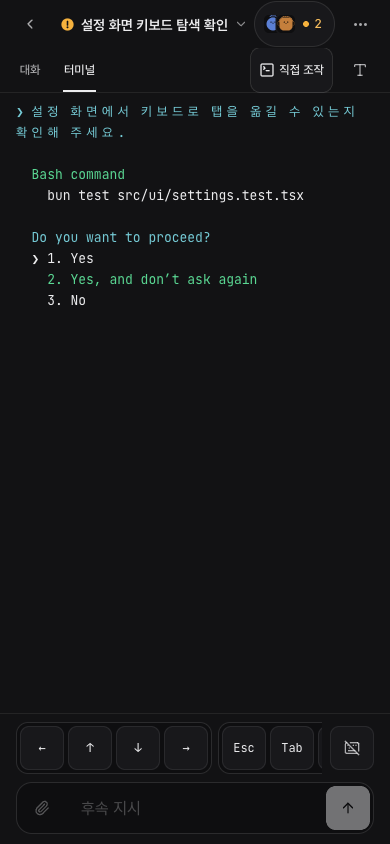 설정 화면 키보드 탐색 확인
2
대화
터미널
직접 조작
❯ 설정 화면에서 키보드로 탭을 옮길 수 있는지
확인해 주세요.
Bash command
bun test src/ui/settings.test.tsx
Do you want to proceed?
❯ 1. Yes
2. Yes, and don’t ask again
3. No
← ↑ ↓ → Esc Tab
후속 지시